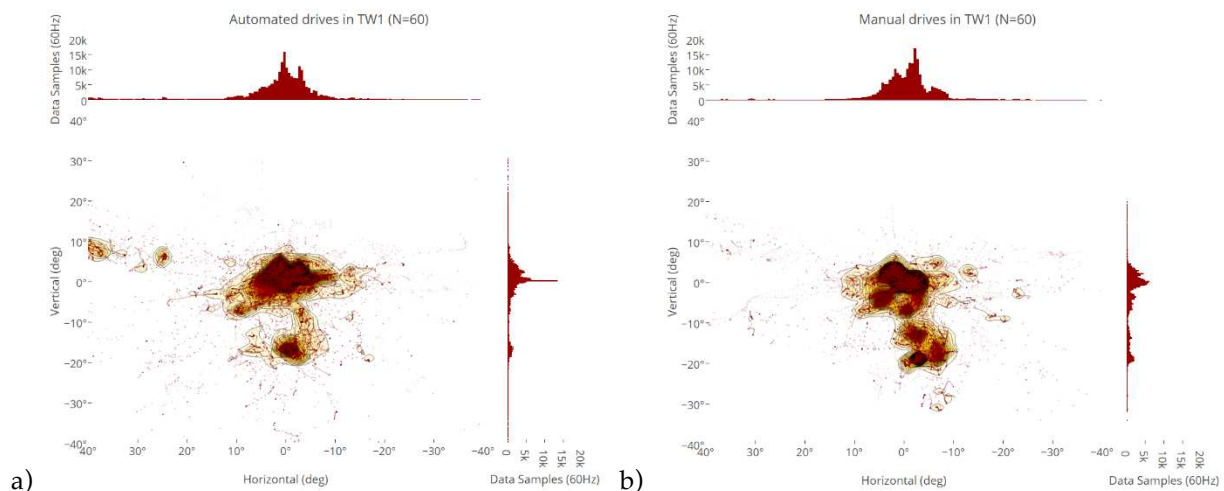 Automated drives in TW1 (N=60)
Data Samples (60Hz)
20k
15k
10k
5k
0
40°
30°
20°
10°
0°
−10°
−20°
−30°
−40°
Vertical (deg)
40° 30° 20° 10° 0° −10° −20° −30° −40°
Horizontal (deg)
0 5k 10k 15k 20k
Data Samples (60Hz)
a)
Manual drives in TW1 (N=60)
Data Samples (60Hz)
20k
15k
10k
5k
0
40°
30°
20°
10°
0°
−10°
−20°
−30°
−40°
Vertical (deg)
40° 30° 20° 10° 0° −10° −20° −30° −40°
Horizontal (deg)
0 5k 10k 15k 20k
Data Samples (60Hz)
b)